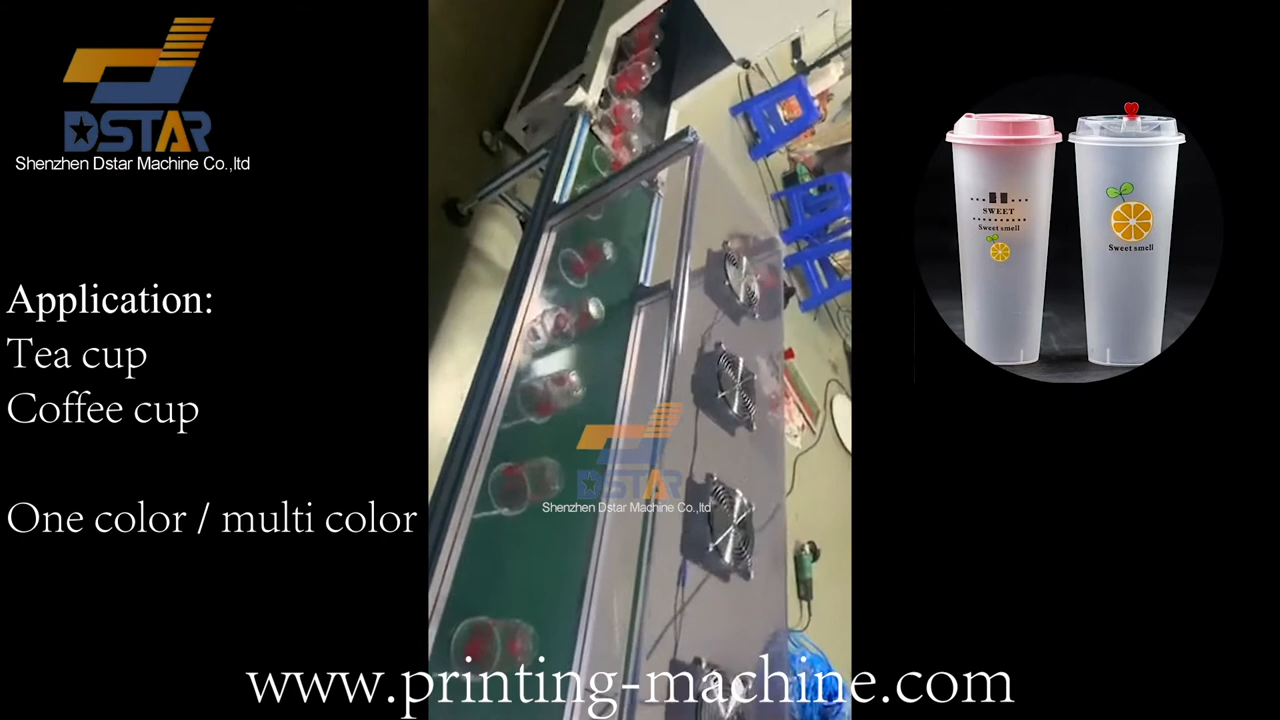 DSTAR
Shenzhen Dstar Machine Co.,ltd
Application:
Tea cup
Coffee cup
One color / multi color
DSTAR
Shenzhen Dstar Machine Co.,ltd
SWEET
Sweet smell
Sweet smell
www.printing-machine.com